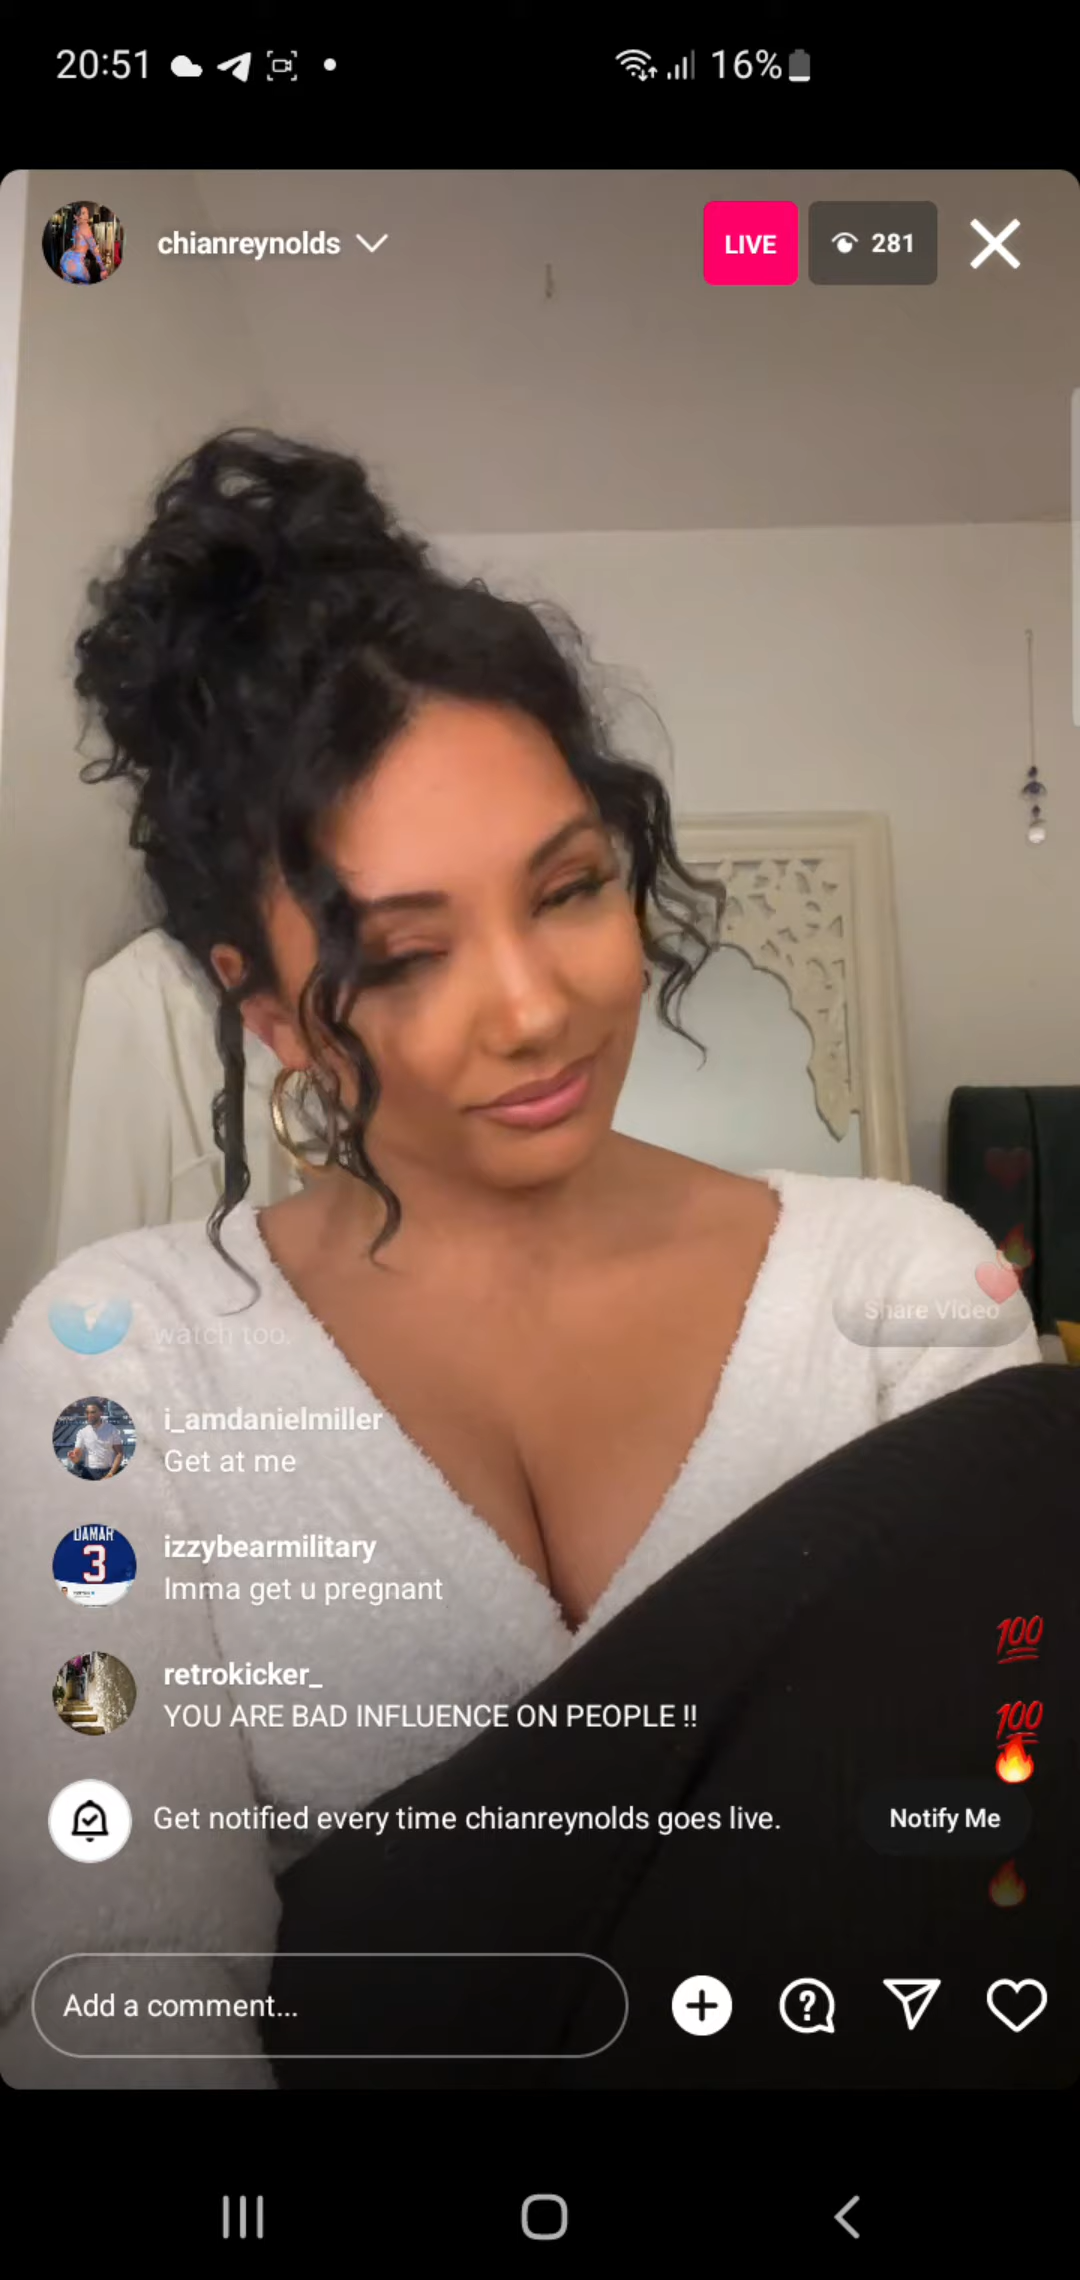 20:51
16%
chianreynolds
LIVE
281
watch too.
Share Video
i_amdanielmiller
Get at me
DAMAR
3
izzybearmilitary
Imma get u pregnant
retrokicker_
YOU ARE BAD INFLUENCE ON PEOPLE !!
100
100
Get notified every time chianreynolds goes live.
Notify Me
Add a comment...